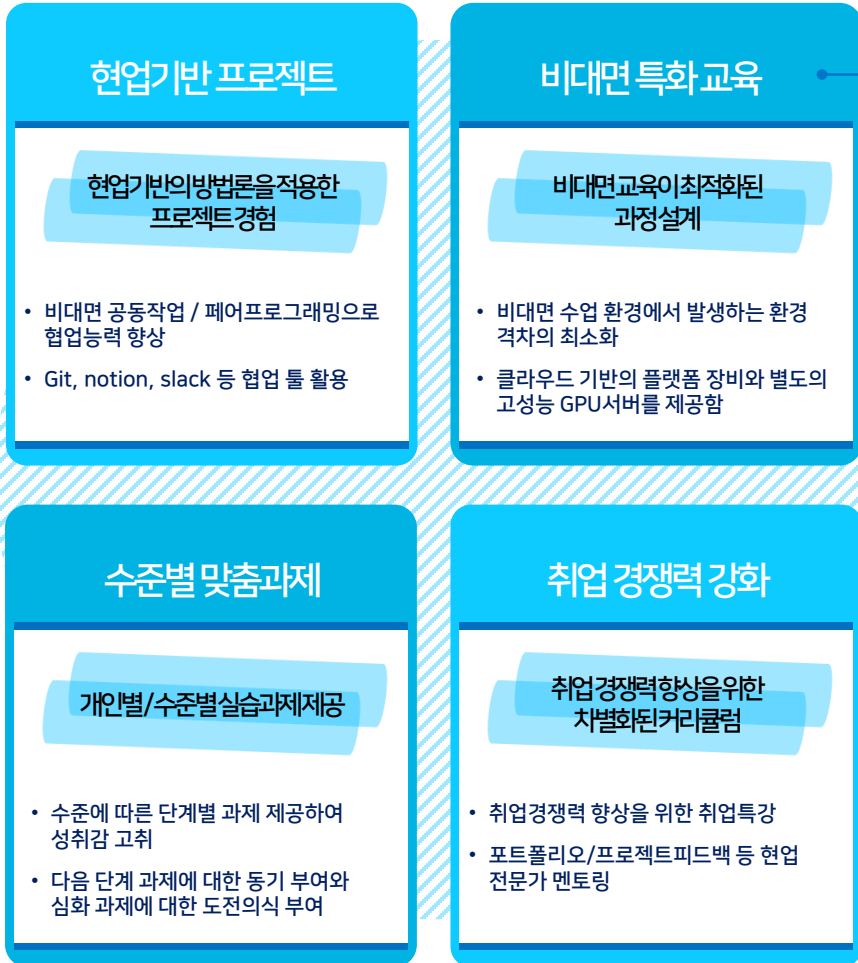 현업기반 프로젝트
현업기반의 방법론을 적용한
프로젝트 경험
• 비대면 공동작업 / 페어프로그래밍으로
협업능력 향상
• Git, notion, slack 등 협업 툴 활용
비대면 특화 교육
비대면 교육이 최적화된
과정 설계
• 비대면 수업 환경에서 발생하는 환경
격차의 최소화
• 클라우드 기반의 플랫폼 장비와 별도의
고성능 GPU서버를 제공함
수준별 맞춤과제
개인별/수준별 실습과제 제공
• 수준에 따른 단계별 과제 제공하여
성취감 고취
• 다음 단계 과제에 대한 동기 부여와
심화 과제에 대한 도전의식 부여
취업 경쟁력 강화
취업 경쟁력 향상을 위한
차별화된 커리큘럼
• 취업경쟁력 향상을 위한 취업특강
• 포트폴리오/프로젝트피드백 등 현업
전문가 멘토링